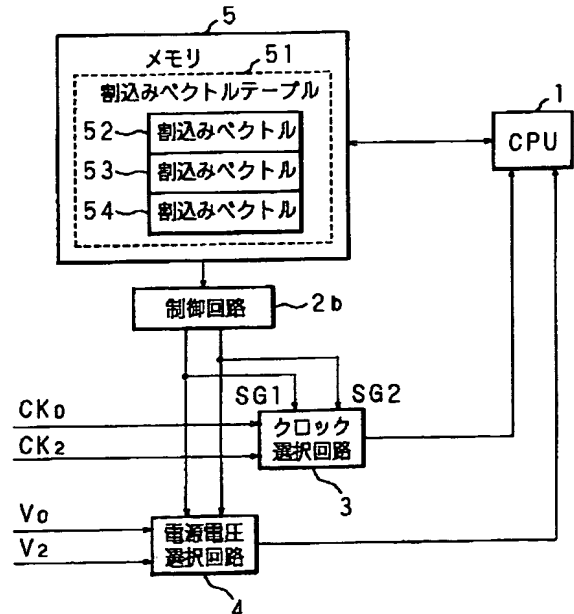 5
メモリ
51
割込みベクトルテーブル
52
割込みベクトル
53
割込みベクトル
54
割込みベクトル
1
CPU
制御回路
2b
SG1
SG2
CK0
CK2
クロック
選択回路
3
V0
V2
電源電圧
選択回路
4